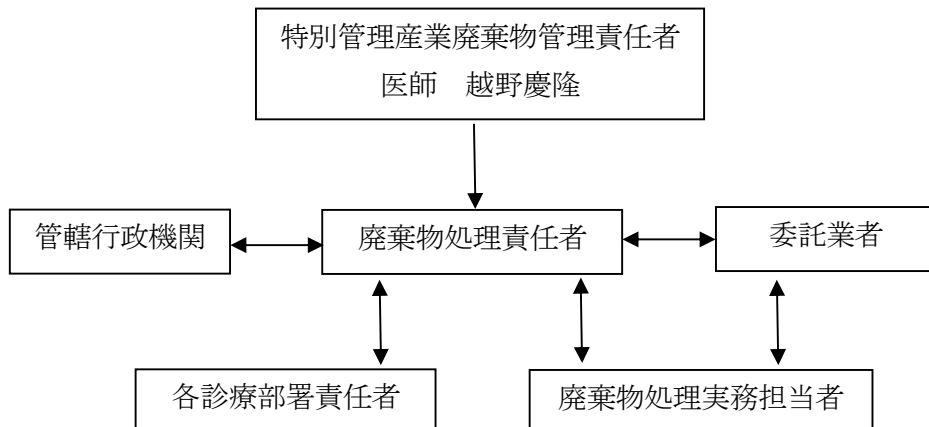 特別管理産業廃棄物管理責任者
医師　越野慶隆
管轄行政機関
廃棄物処理責任者
委託業者
各診療部署責任者
廃棄物処理実務担当者